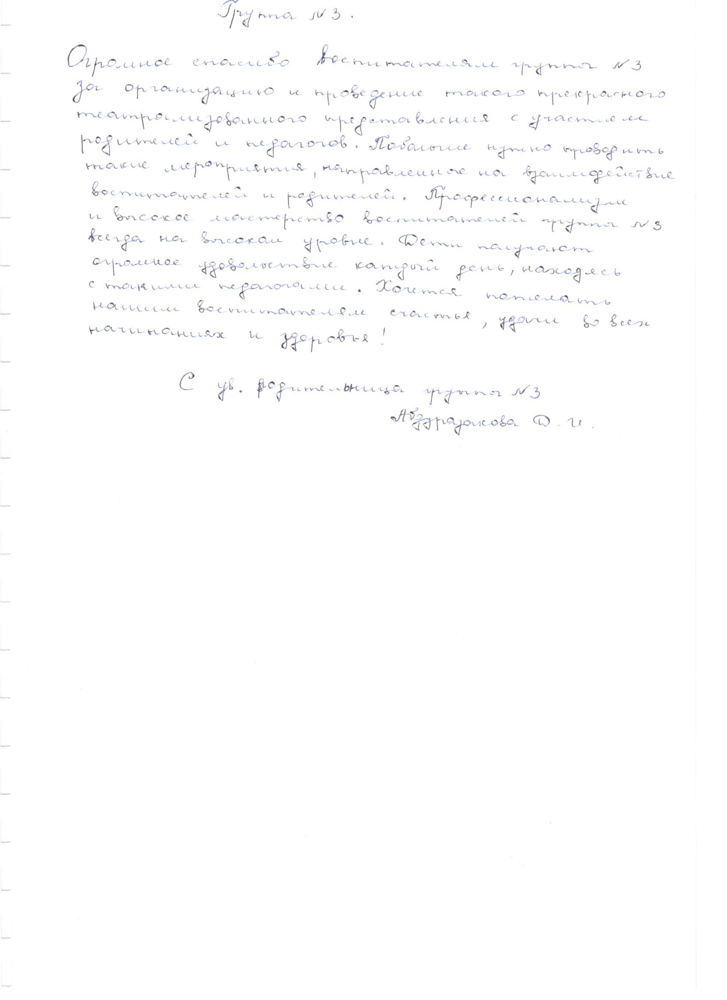 Группа №3.
Огромное спасибо воспитателям группы №3
за организацию и проведение такого прекрасного
театрализованного представления с участием
родителей и педагогов. Побольше нужно проводить
такие мероприятия, направленные на взаимодействие
воспитателей и родителей. Профессионализм
и высокое мастерство воспитателей группы №3
всегда на высоком уровне. Дети получают
огромное удовольствие каждый день, находясь
с такими педагогами. Хочется пожелать
нашим воспитателям счастья, удачи во всех
начинаниях и здоровья!
С ув. родительница группы №3
Абдуразакова Д. И.